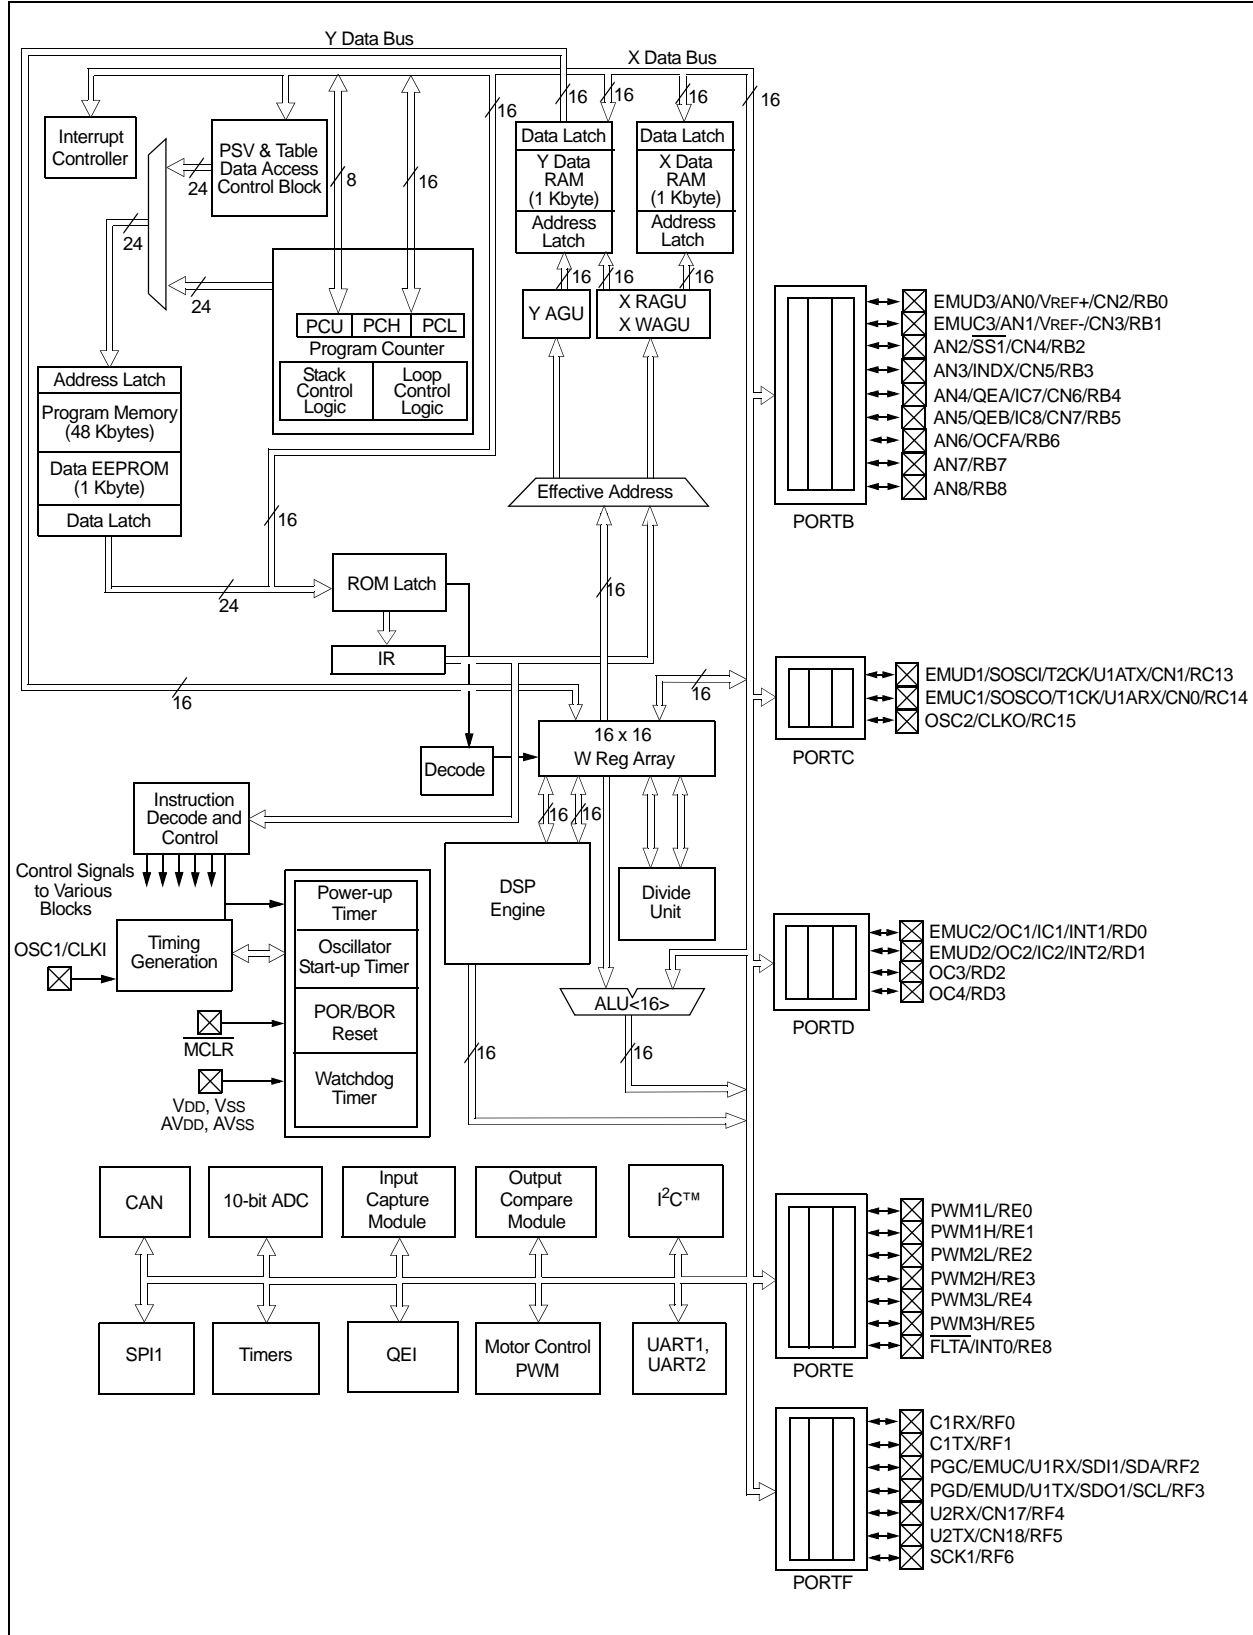 Y Data Bus
X Data Bus
16
16
16
16
16
Interrupt
Controller
PSV & Table
Data Access
Control Block
24
8
16
24
24
Data Latch
Y Data
RAM
(1 Kbyte)
Address
Latch
Data Latch
X Data
RAM
(1 Kbyte)
Address
Latch
16
16
16
Y AGU
X RAGU
X WAGU
PCU
PCH
PCL
Program Counter
Stack
Control
Logic
Loop
Control
Logic
Address Latch
Program Memory
(48 Kbytes)
Data EEPROM
(1 Kbyte)
Data Latch
16
24
Effective Address
16
ROM Latch
IR
16
16
16 x 16
W Reg Array
Decode
Instruction
Decode and
Control
Control Signals
to Various
Blocks
OSC1/CLKI
Timing
Generation
Power-up
Timer
Oscillator
Start-up Timer
POR/BOR
Reset
Watchdog
Timer
MCLR
VDD, VSS
AVDD, AVSS
16
16
DSP
Engine
Divide
Unit
ALU<16>
16
16
CAN
10-bit ADC
Input
Capture
Module
Output
Compare
Module
I²C™
SPI1
Timers
QEI
Motor Control
PWM
UART1,
UART2
EMUD3/AN0/VREF+/CN2/RB0
EMUC3/AN1/VREF-/CN3/RB1
AN2/SS1/CN4/RB2
AN3/INDX/CN5/RB3
AN4/QEA/IC7/CN6/RB4
AN5/QEB/IC8/CN7/RB5
AN6/OCFA/RB6
AN7/RB7
AN8/RB8
PORTB
EMUD1/SOSCI/T2CK/U1ATX/CN1/RC13
EMUC1/SOSCO/T1CK/U1ARX/CN0/RC14
OSC2/CLKO/RC15
PORTC
EMUC2/OC1/IC1/INT1/RD0
EMUD2/OC2/IC2/INT2/RD1
OC3/RD2
OC4/RD3
PORTD
PWM1L/RE0
PWM1H/RE1
PWM2L/RE2
PWM2H/RE3
PWM3L/RE4
PWM3H/RE5
FLTA/INT0/RE8
PORTE
C1RX/RF0
C1TX/RF1
PGC/EMUC/U1RX/SDI1/SDA/RF2
PGD/EMUD/U1TX/SDO1/SCL/RF3
U2RX/CN17/RF4
U2TX/CN18/RF5
SCK1/RF6
PORTF